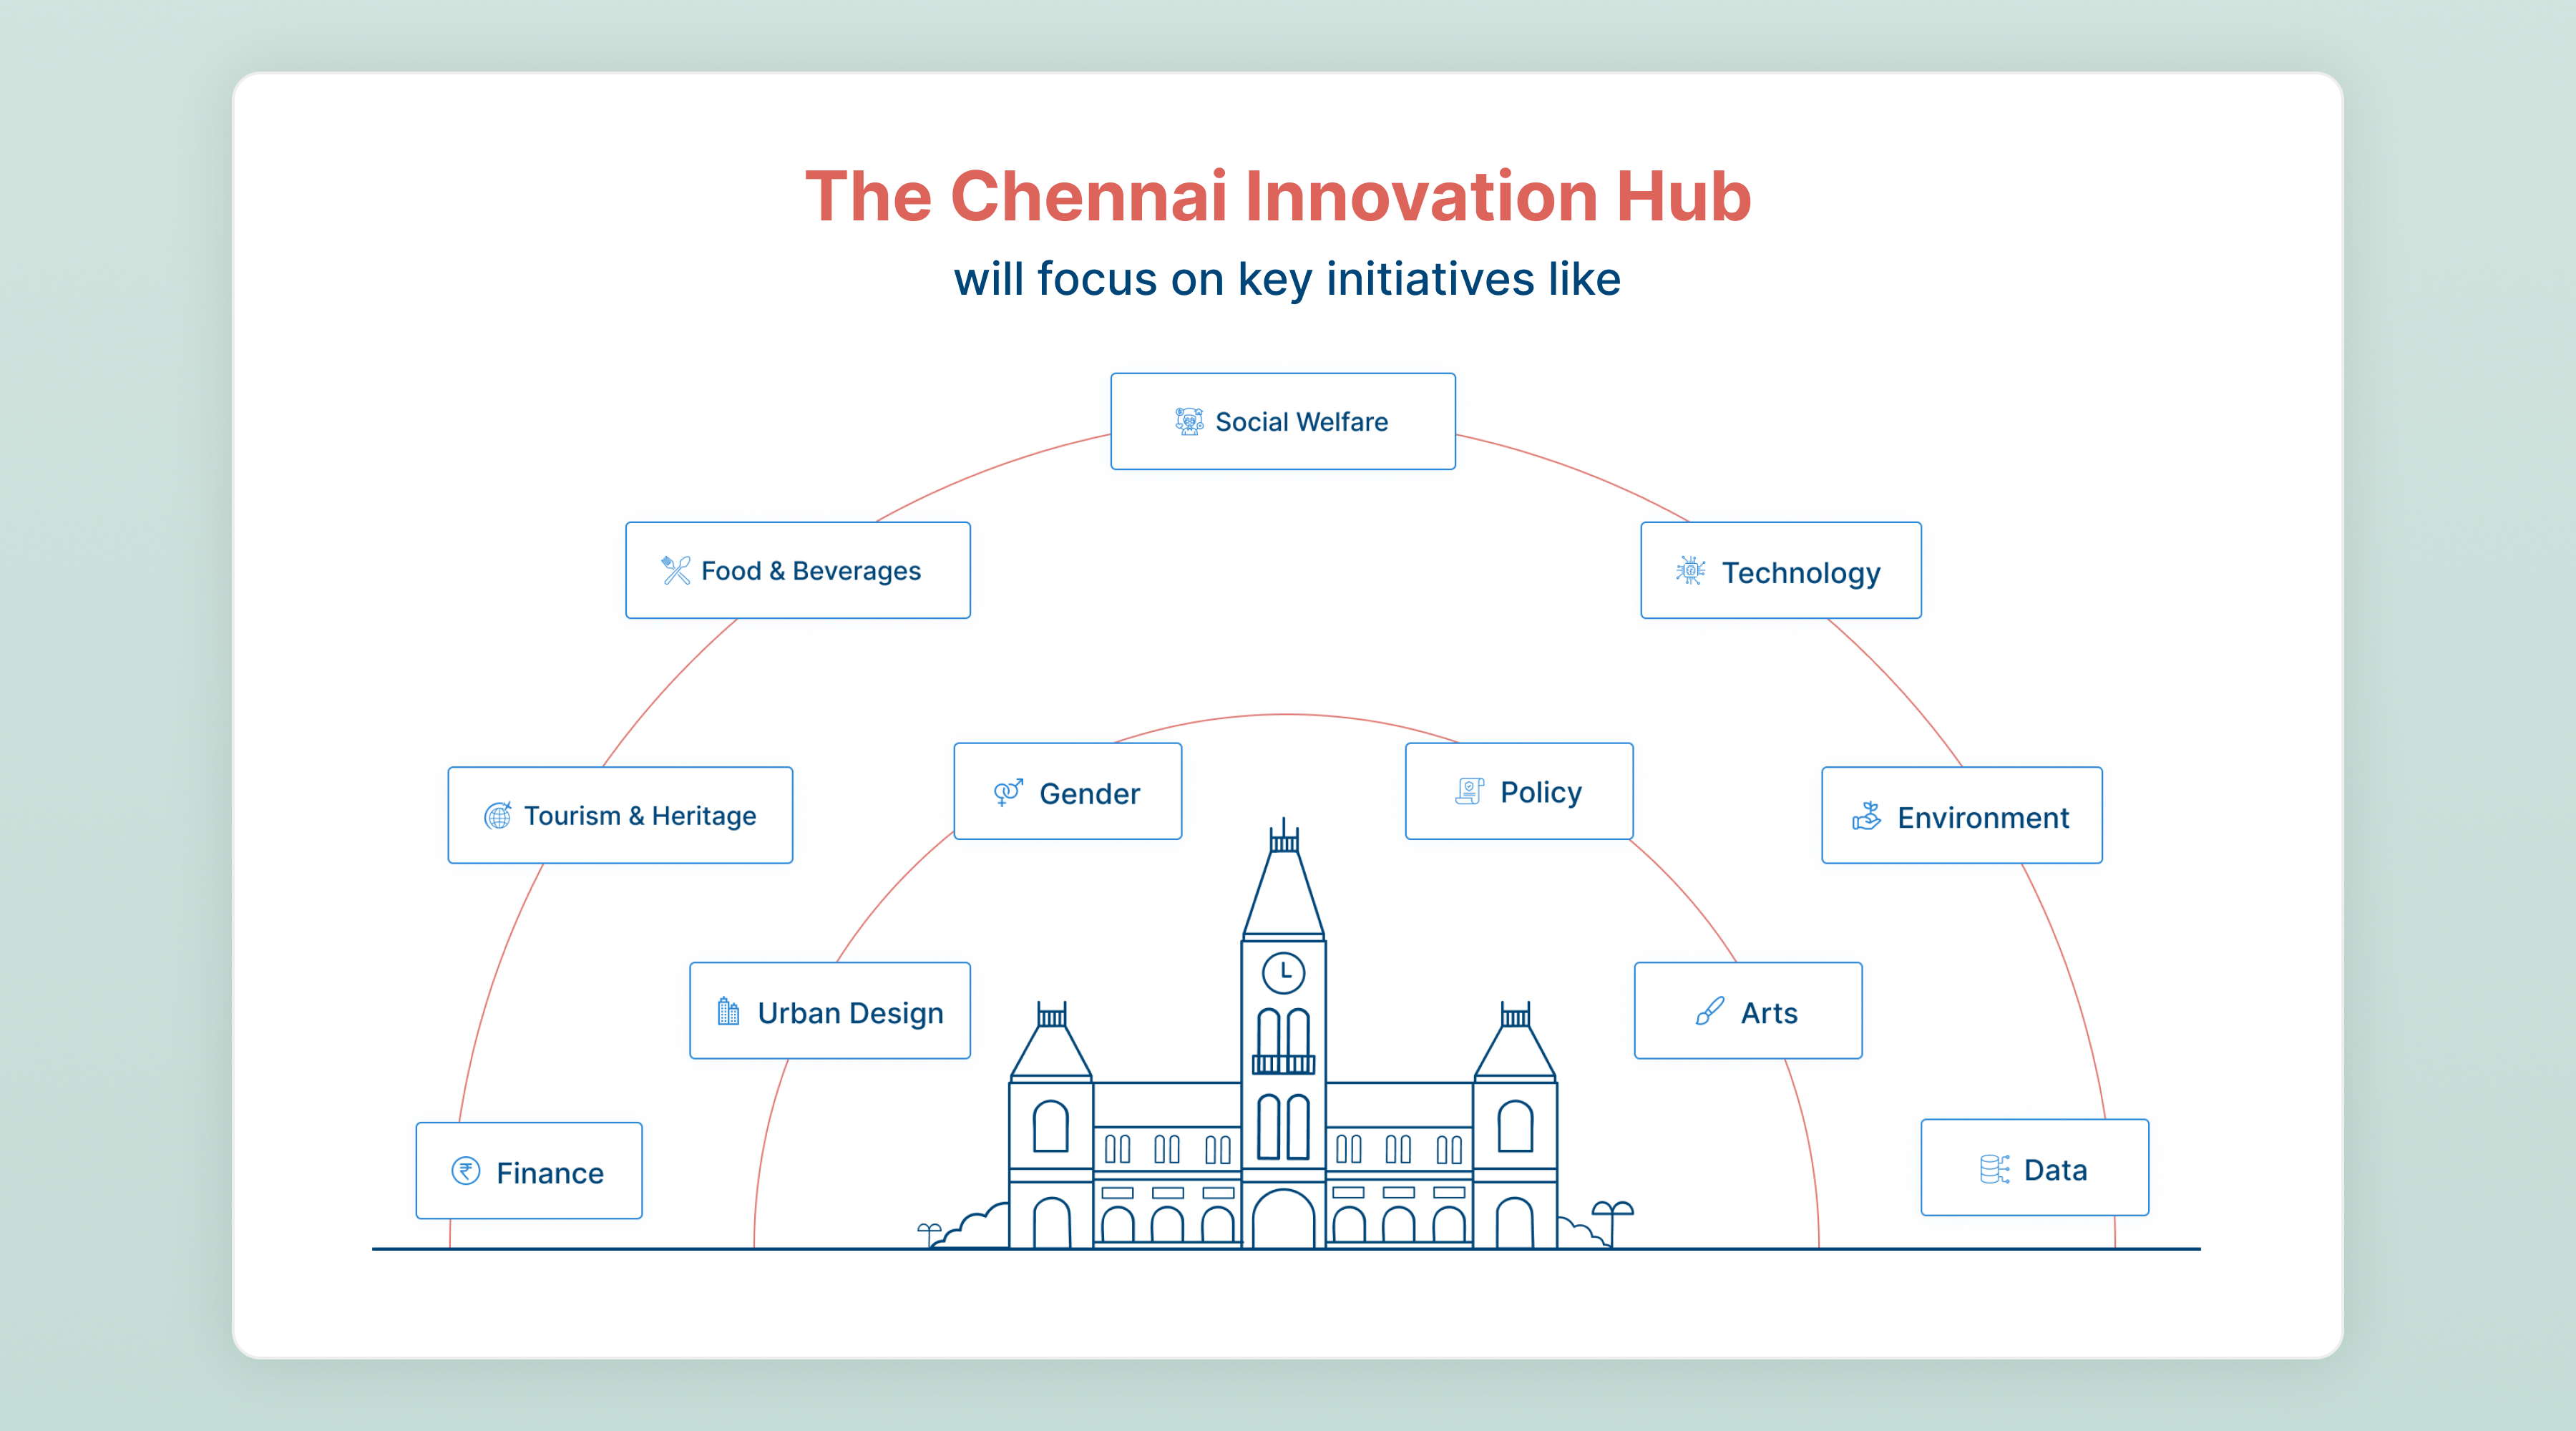 The Chennai Innovation Hub
will focus on key initiatives like
Social Welfare
Food & Beverages
Technology
Tourism & Heritage
Gender
Policy
Environment
Urban Design
Arts
Finance
Data